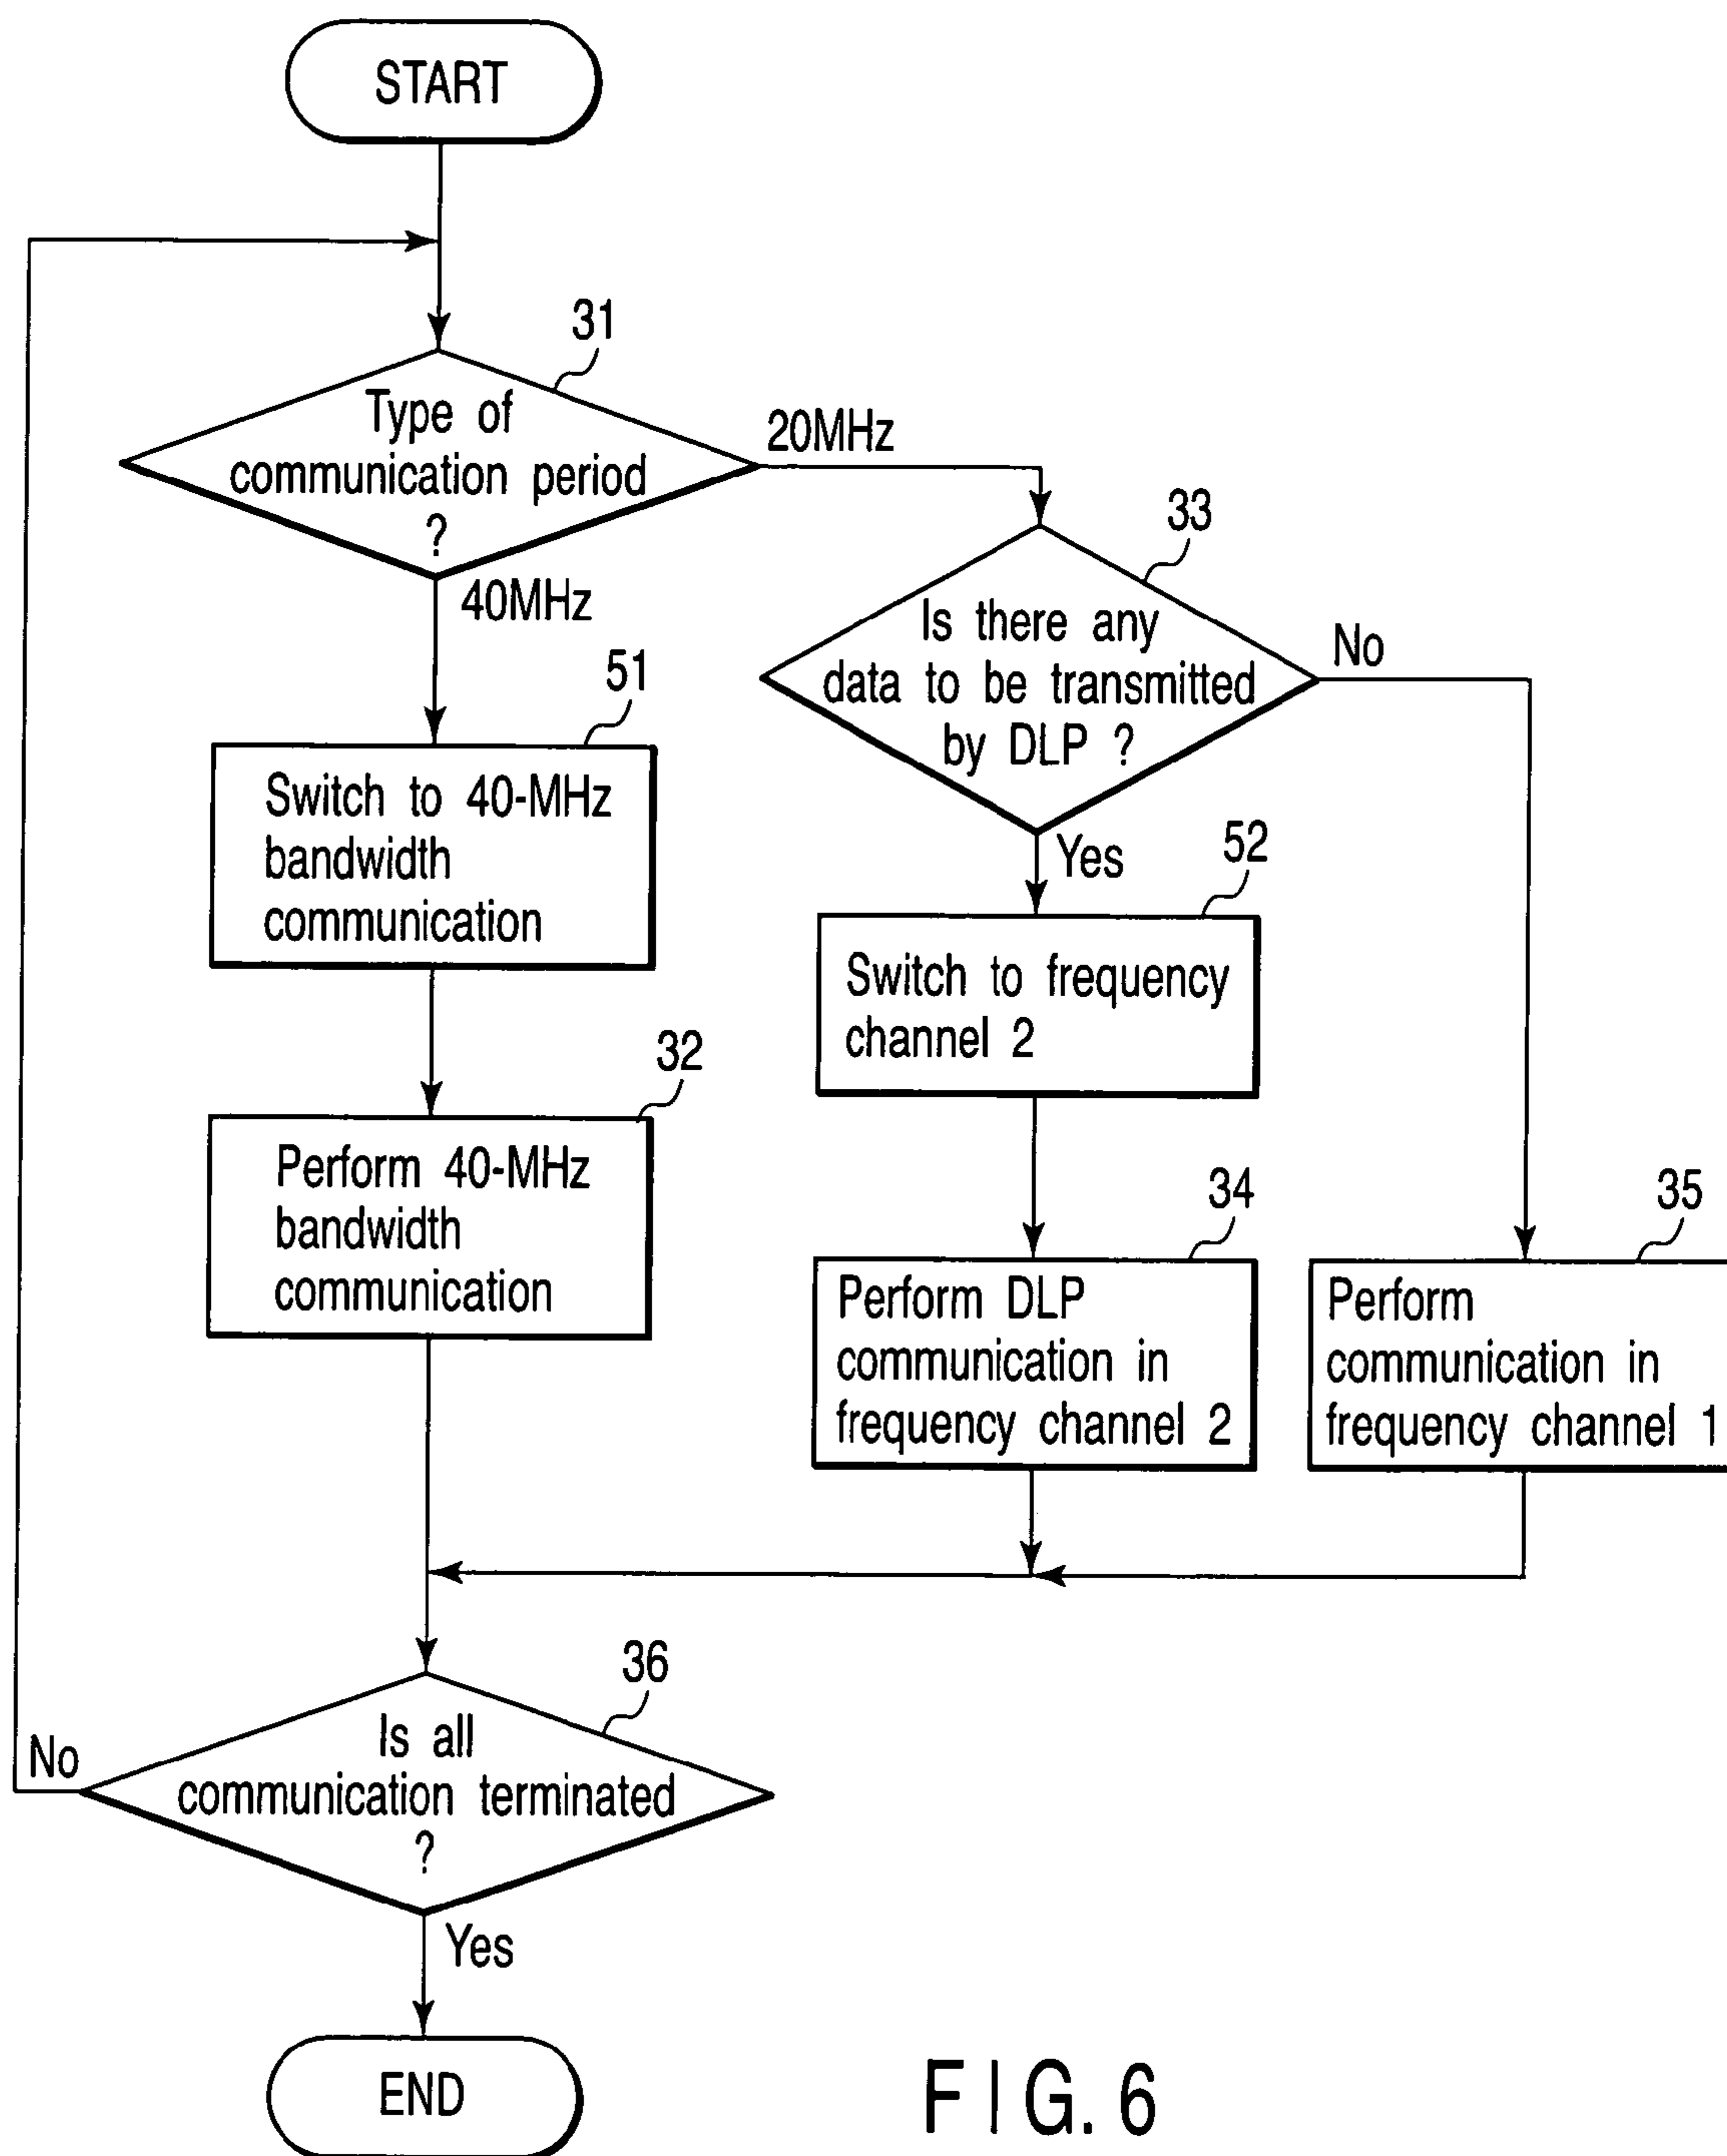 START
31
Type of
communication period
?
20MHz
40MHz
33
Is there any
data to be transmitted
by DLP ?
No
Yes
51
Switch to 40-MHz
bandwidth
communication
52
Switch to frequency
channel 2
32
Perform 40-MHz
bandwidth
communication
34
Perform DLP
communication in
frequency channel 2
35
Perform
communication in
frequency channel 1
36
Is all
communication terminated
?
No
Yes
END
FIG. 6